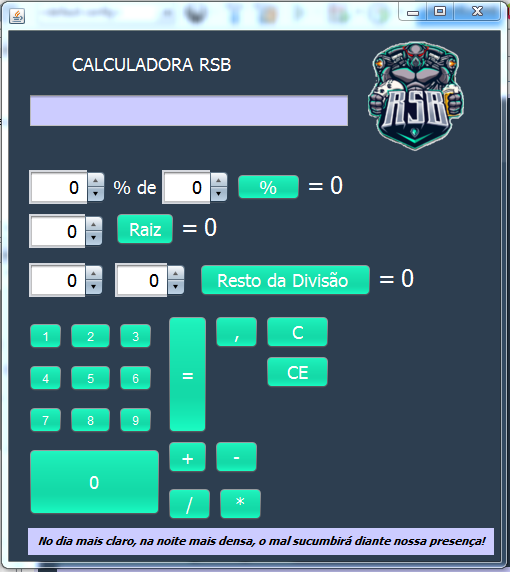 CALCULADORA RSB
RSB
0 % de 0 % = 0
0 Raiz = 0
0 0 Resto da Divisão = 0
1 2 3 = , C
4 5 6 CE
7 8 9
0 + -
/ *
No dia mais claro, na noite mais densa, o mal sucumbirá diante nossa presença!